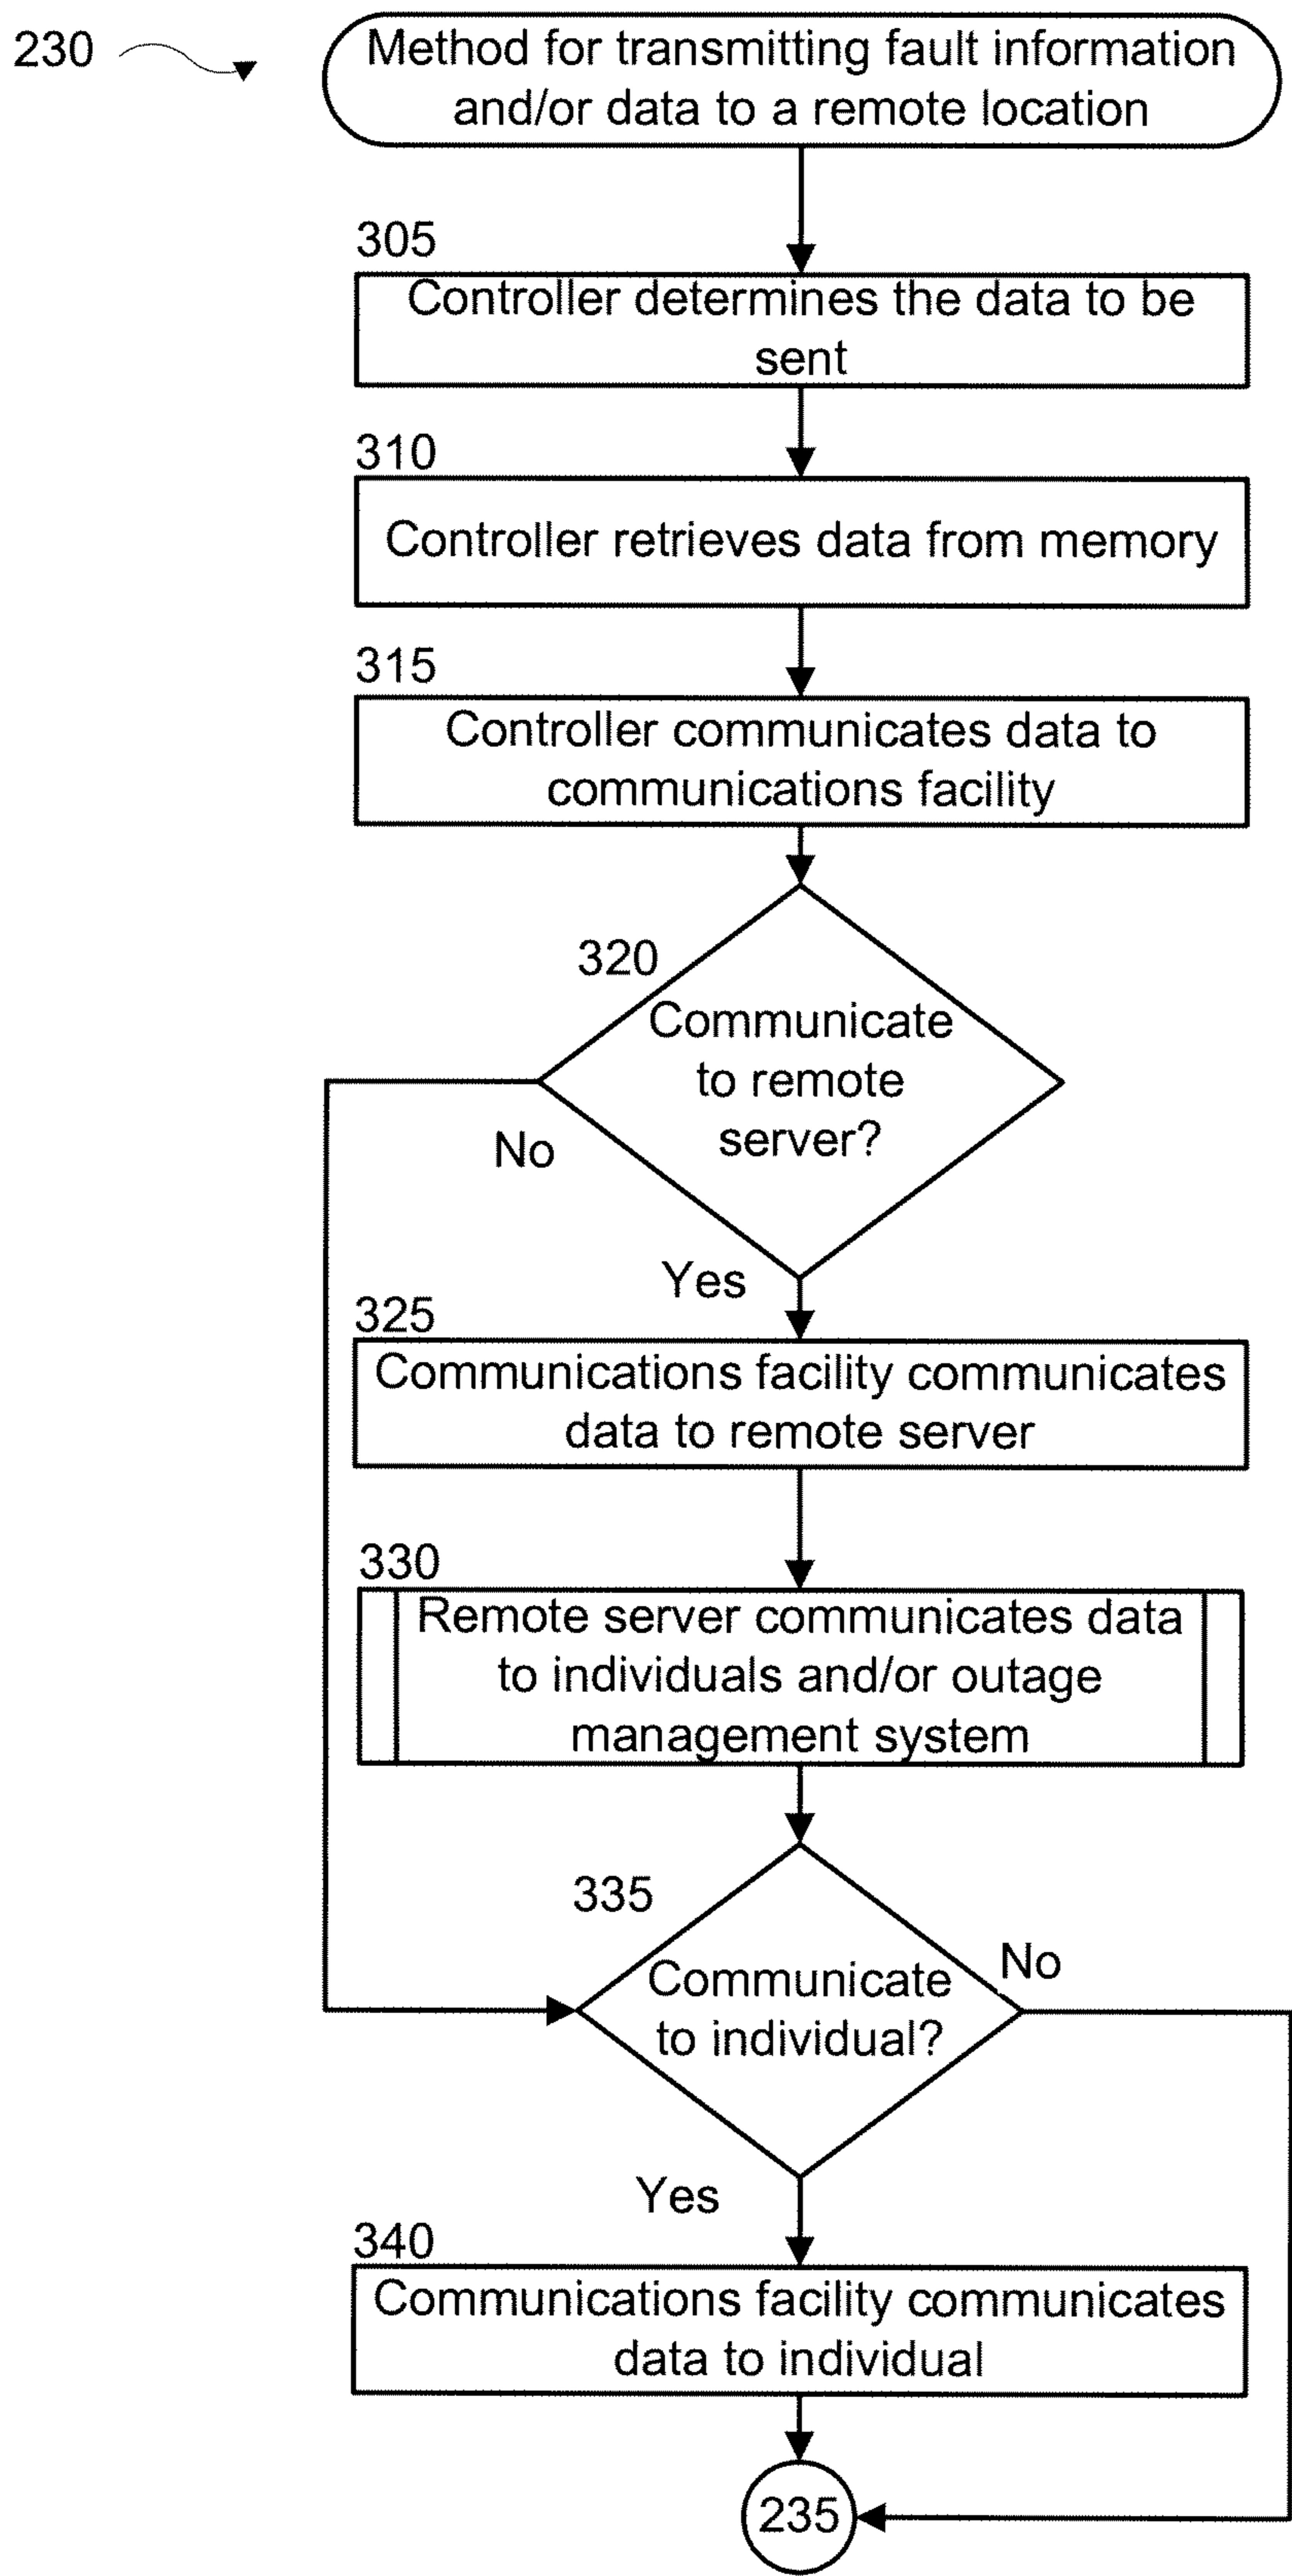 230
Method for transmitting fault information
and/or data to a remote location
305
Controller determines the data to be
sent
310
Controller retrieves data from memory
315
Controller communicates data to
communications facility
320
Communicate
to remote
server?
No
Yes
325
Communications facility communicates
data to remote server
330
Remote server communicates data
to individuals and/or outage
management system
335
No
Communicate
to individual?
Yes
340
Communications facility communicates
data to individual
235